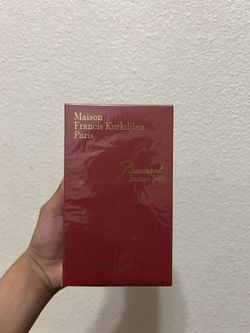 Maison
Francis Kurkdjian
Paris
Baccarat
Rouge 540